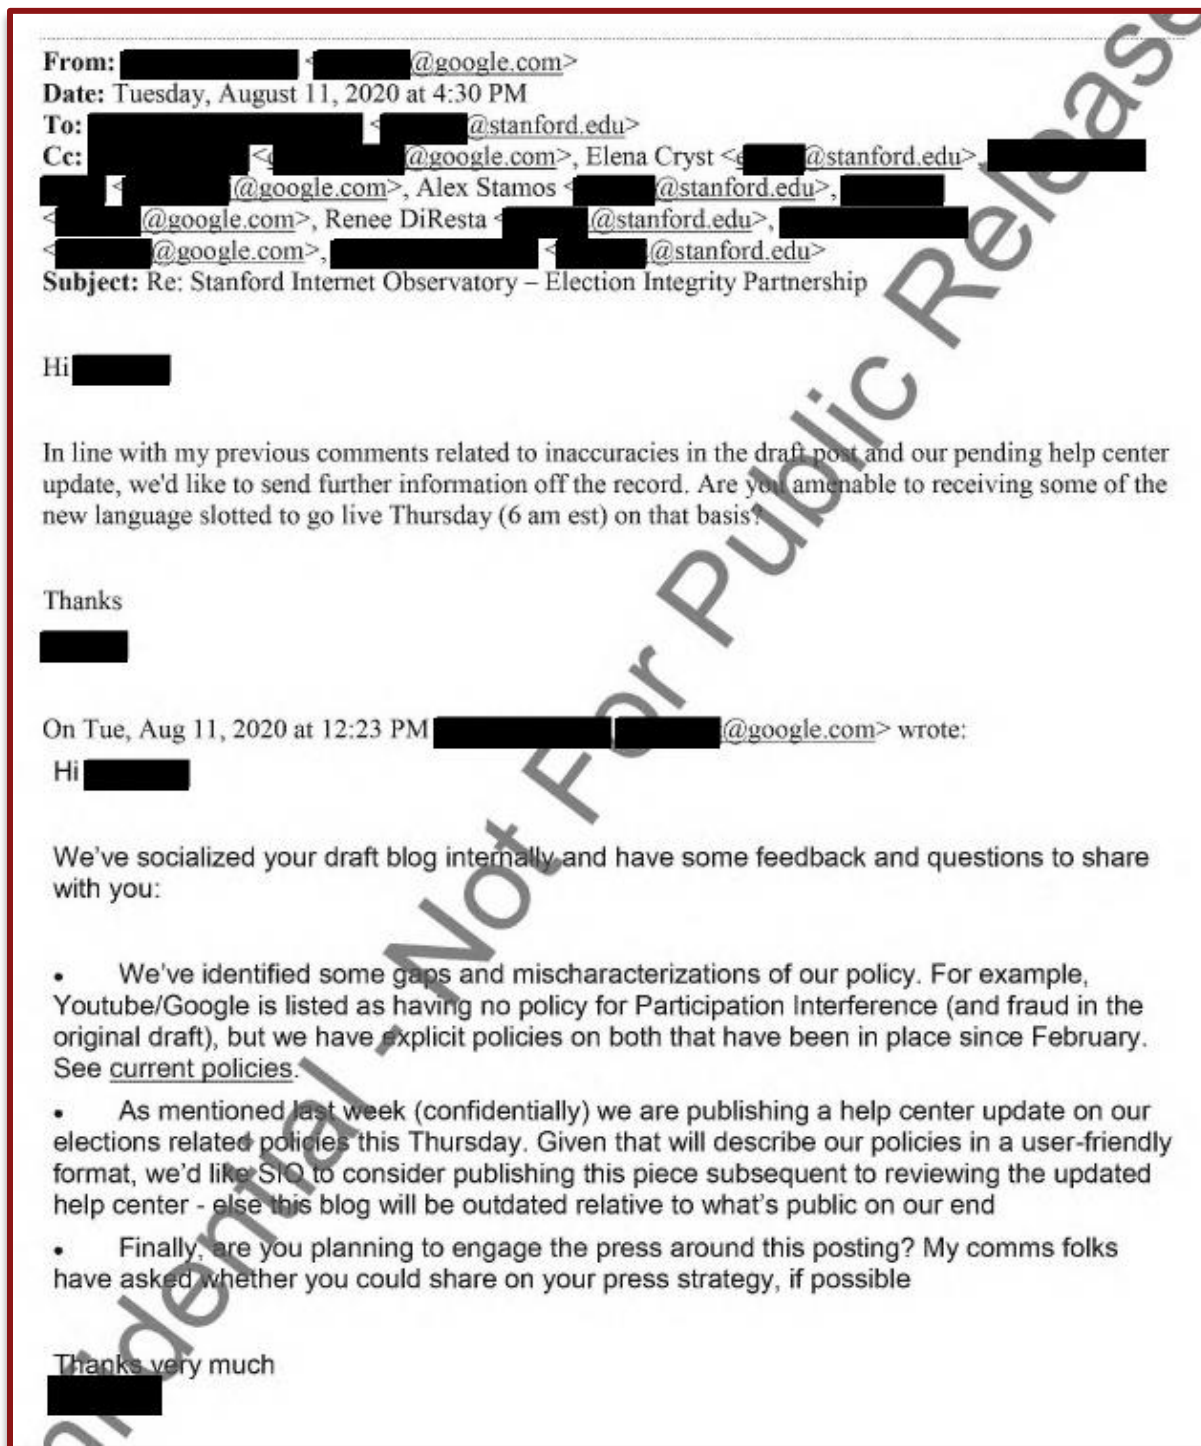 From: <@google.com>
Date: Tuesday, August 11, 2020 at 4:30 PM
To: <@stanford.edu>
Cc: <@google.com>, Elena Cryst <@stanford.edu>,
<@google.com>, Alex Stamos <@stanford.edu>,
<@google.com>, Renee DiResta <@stanford.edu>,
<@google.com>, <@stanford.edu>
Subject: Re: Stanford Internet Observatory – Election Integrity Partnership
Hi
In line with my previous comments related to inaccuracies in the draft post and our pending help center
update, we'd like to send further information off the record. Are you amenable to receiving some of the
new language slotted to go live Thursday (6 am est) on that basis?
Thanks
On Tue, Aug 11, 2020 at 12:23 PM @google.com> wrote:
Hi
We've socialized your draft blog internally and have some feedback and questions to share
with you:
• We've identified some gaps and mischaracterizations of our policy. For example,
Youtube/Google is listed as having no policy for Participation Interference (and fraud in the
original draft), but we have explicit policies on both that have been in place since February.
See current policies.
• As mentioned last week (confidentially) we are publishing a help center update on our
elections related policies this Thursday. Given that will describe our policies in a user-friendly
format, we'd like SIO to consider publishing this piece subsequent to reviewing the updated
help center - else this blog will be outdated relative to what's public on our end
• Finally, are you planning to engage the press around this posting? My comms folks
have asked whether you could share on your press strategy, if possible
Thanks very much
nfidential - Not For Public Release